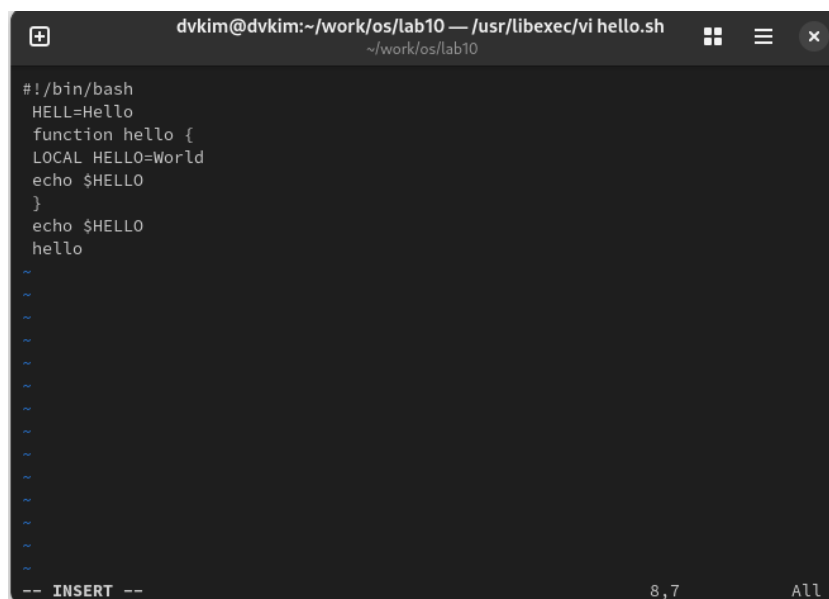 dvkim@dvkim:~/work/os/lab10 — /usr/libexec/vi hello.sh
~/work/os/lab10
#!/bin/bash
HELL=Hello
function hello {
LOCAL HELLO=World
echo $HELLO
}
echo $HELLO
hello
~
~
~
~
~
~
~
~
~
~
~
~
~
~
-- INSERT -- 8,7 All